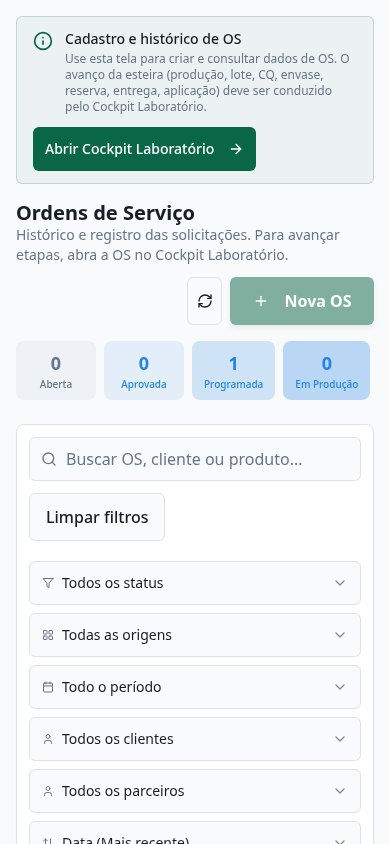 Cadastro e histórico de OS
Use esta tela para criar e consultar dados de OS. O
avanço da esteira (produção, lote, CQ, envase,
reserva, entrega, aplicação) deve ser conduzido
pelo Cockpit Laboratório.
Abrir Cockpit Laboratório
Ordens de Serviço
Histórico e registro das solicitações. Para avançar
etapas, abra a OS no Cockpit Laboratório.
Nova OS
0
Aberta
0
Aprovada
1
Programada
0
Em Produção
Buscar OS, cliente ou produto...
Limpar filtros
Todos os status
Todas as origens
Todo o período
Todos os clientes
Todos os parceiros
Data (Mais recente)